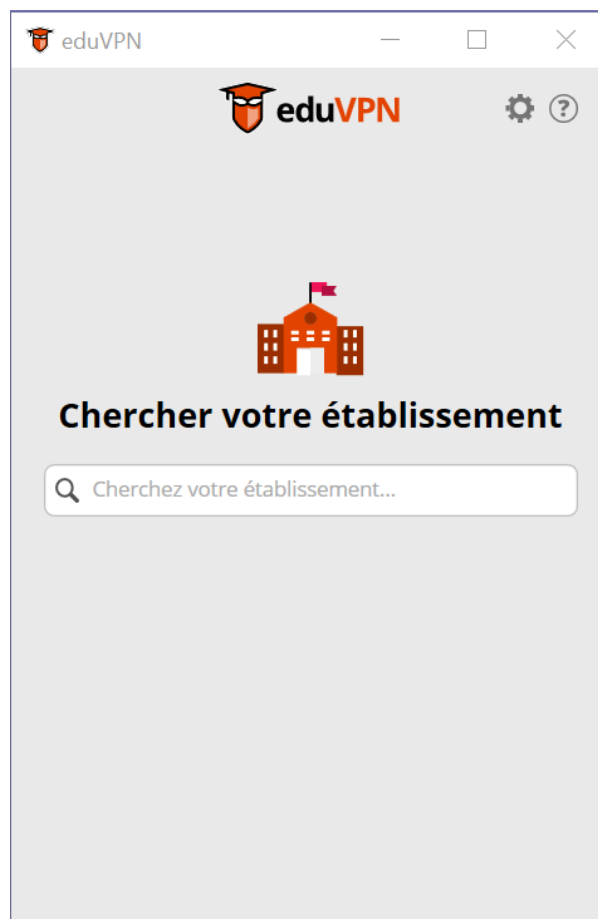 eduVPN
eduVPN
Chercher votre établissement
Cherchez votre établissement...